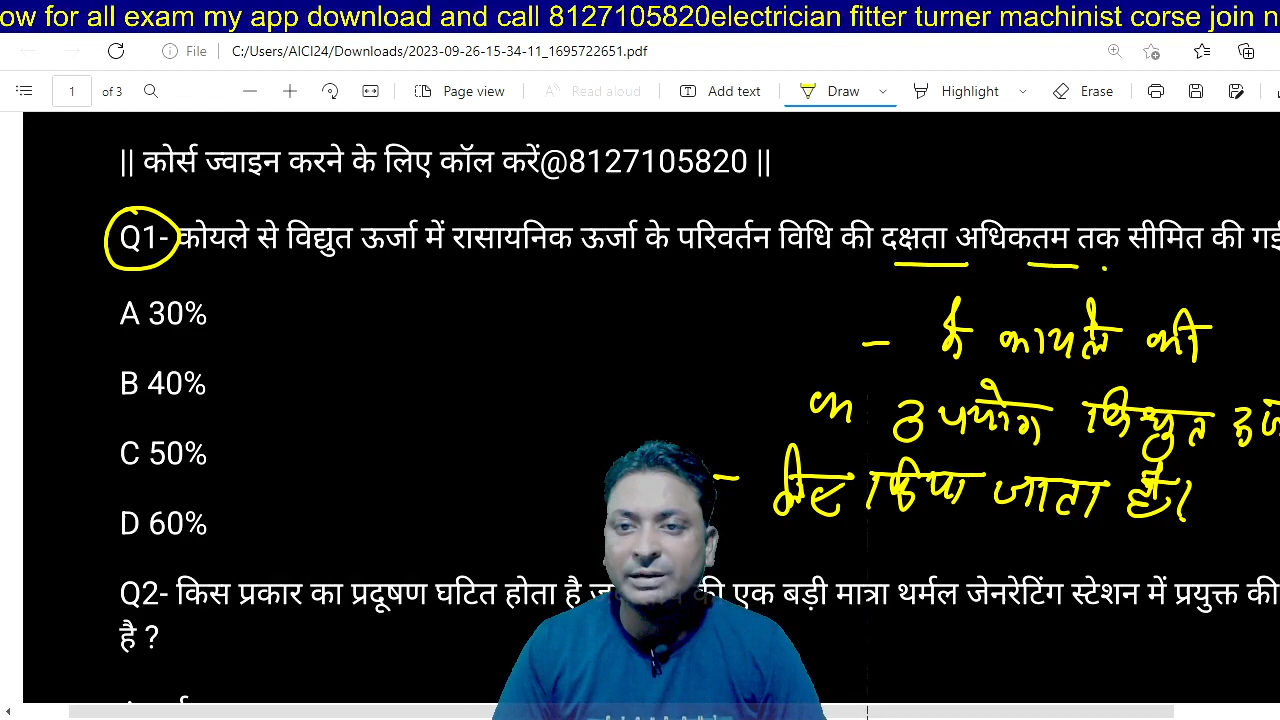 ow for all exam my app download and call 8127105820electrician fitter turner machinist corse join n
File C:/Users/AICI24/Downloads/2023-09-26-15-34-11_1695722651.pdf
1 of 3 Page view Read aloud Add text Draw Highlight Erase
|| कोर्स ज्वाइन करने के लिए कॉल करें@8127105820 ||
Q1- कोयले से विद्युत ऊर्जा में रासायनिक ऊर्जा के परिवर्तन विधि की दक्षता अधिकतम तक सीमित की गई
A 30%
- कायले की
B 40%
का उपयोग विधुत
C 50%
- किया जाता है।
D 60%
Q2- किस प्रकार का प्रदूषण घटित होता है की एक बड़ी मात्रा थर्मल जेनरेटिंग स्टेशन में प्रयुक्त की
है ?